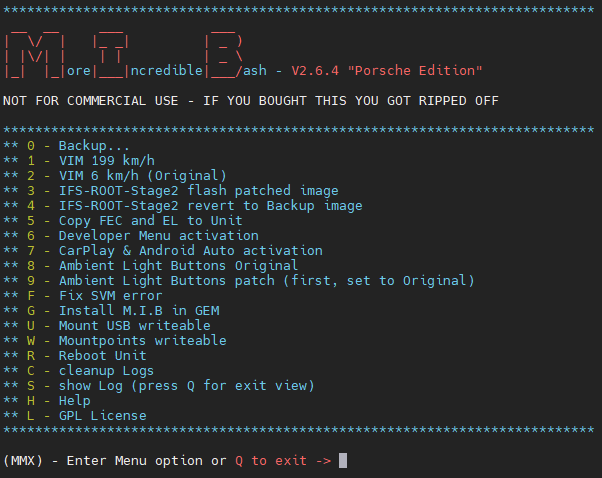 **************************************************************************
 __  __     ___           ___
|  \/  |   |_ _|         | _ )
| |\/| |    | |          | _ \
|_|  |_|ore|___|ncredible|___/ash - V2.6.4 "Porsche Edition"
NOT FOR COMMERCIAL USE - IF YOU BOUGHT THIS YOU GOT RIPPED OFF
**************************************************************************
** 0 - Backup...
** 1 - VIM 199 km/h
** 2 - VIM 6 km/h (Original)
** 3 - IFS-ROOT-Stage2 flash patched image
** 4 - IFS-ROOT-Stage2 revert to Backup image
** 5 - Copy FEC and EL to Unit
** 6 - Developer Menu activation
** 7 - CarPlay & Android Auto activation
** 8 - Ambient Light Buttons Original
** 9 - Ambient Light Buttons patch (first, set to Original)
** F - Fix SVM error
** G - Install M.I.B in GEM
** U - Mount USB writeable
** W - Mountpoints writeable
** R - Reboot Unit
** C - cleanup Logs
** S - show Log (press Q for exit view)
** H - Help
** L - GPL License
**************************************************************************
(MMX) - Enter Menu option or Q to exit ->